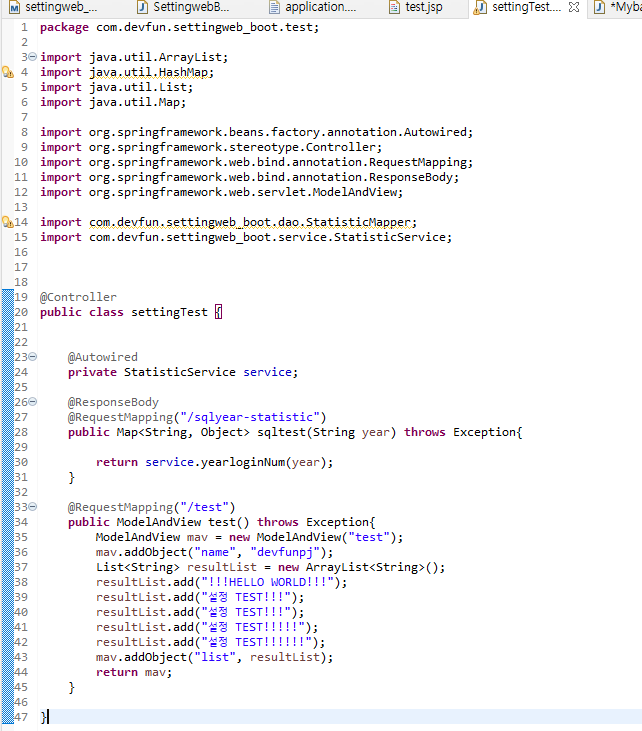 settingweb_...
SettingwebB...
application....
test.jsp
settingTest....
*Myba
1 package com.devfun.settingweb_boot.test;
2
3 import java.util.ArrayList;
4 import java.util.HashMap;
5 import java.util.List;
6 import java.util.Map;
7
8 import org.springframework.beans.factory.annotation.Autowired;
9 import org.springframework.stereotype.Controller;
10 import org.springframework.web.bind.annotation.RequestMapping;
11 import org.springframework.web.bind.annotation.ResponseBody;
12 import org.springframework.web.servlet.ModelAndView;
13
14 import com.devfun.settingweb_boot.dao.StatisticMapper;
15 import com.devfun.settingweb_boot.service.StatisticService;
16
17
18
19 @Controller
20 public class settingTest {
21
22
23 @Autowired
24 private StatisticService service;
25
26 @ResponseBody
27 @RequestMapping("/sqlyear-statistic")
28 public Map<String, Object> sqltest(String year) throws Exception{
29
30 return service.yearloginNum(year);
31 }
32
33 @RequestMapping("/test")
34 public ModelAndView test() throws Exception{
35 ModelAndView mav = new ModelAndView("test");
36 mav.addObject("name", "devfunpj");
37 List<String> resultList = new ArrayList<String>();
38 resultList.add("!!!HELLO WORLD!!!");
39 resultList.add("설정 TEST!!!");
40 resultList.add("설정 TEST!!!");
41 resultList.add("설정 TEST!!!!!");
42 resultList.add("설정 TEST!!!!!!");
43 mav.addObject("list", resultList);
44 return mav;
45 }
46
47 }